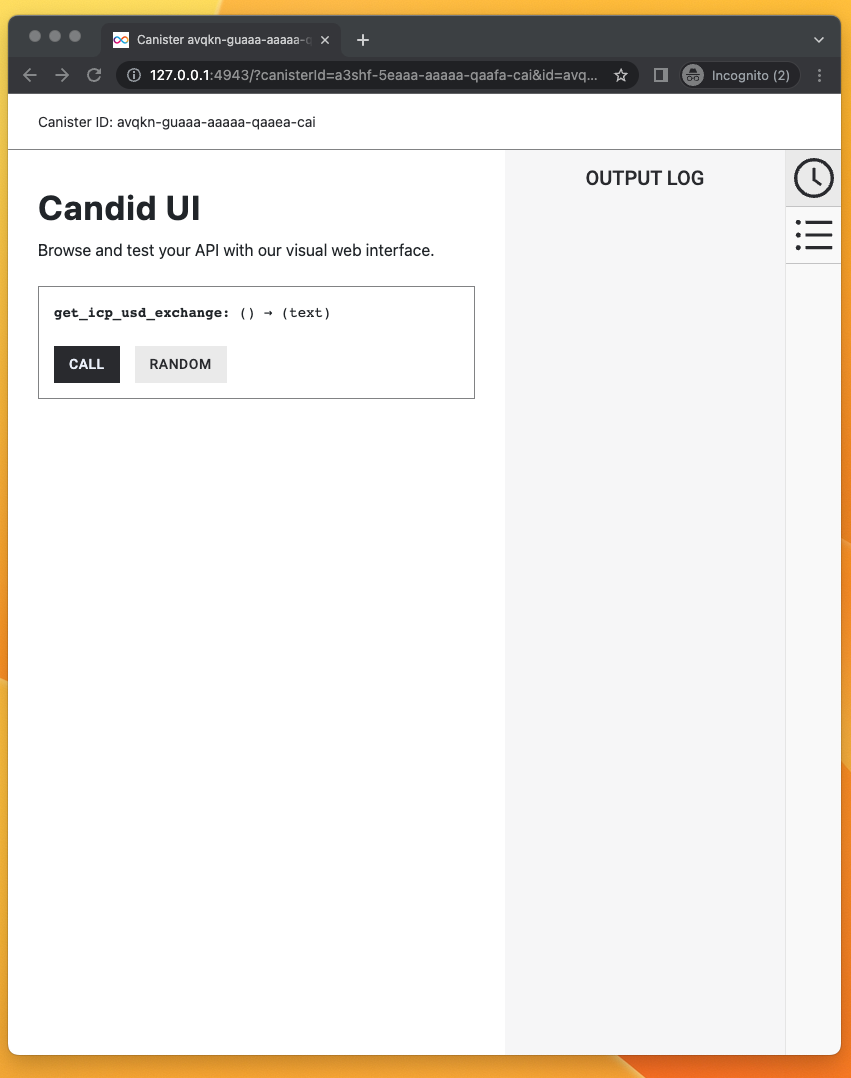 Canister avqkn-guaaa-aaaaa-q
127.0.0.1:4943/?canisterId=a3shf-5eaaa-aaaaa-qaafa-cai&id=avq...
Incognito (2)
Canister ID: avqkn-guaaa-aaaaa-qaaea-cai
Candid UI
Browse and test your API with our visual web interface.
get_icp_usd_exchange: () → (text)
CALL
RANDOM
OUTPUT LOG